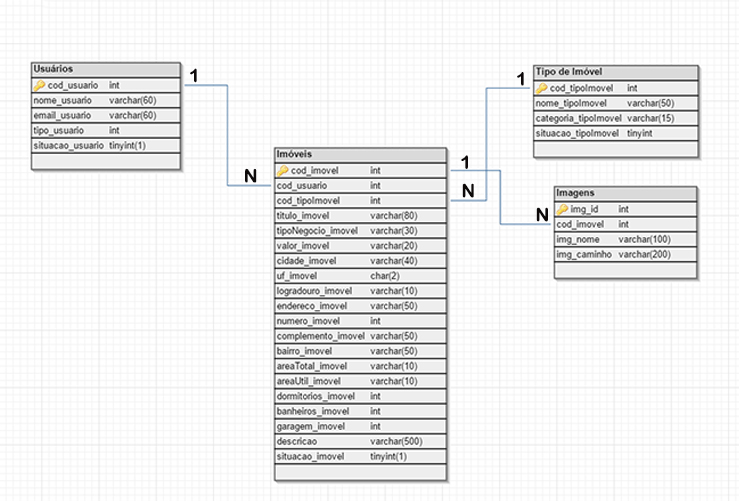 Usuários
cod_usuario int
nome_usuario varchar(60)
email_usuario varchar(60)
tipo_usuario int
situacao_usuario tinyint(1)
1
N
Imóveis
cod_imovel int
cod_usuario int
cod_tipoImovel int
titulo_imovel varchar(80)
tipoNegocio_imovel varchar(30)
valor_imovel varchar(20)
cidade_imovel varchar(40)
uf_imovel char(2)
logradouro_imovel varchar(10)
endereco_imovel varchar(50)
numero_imovel int
complemento_imovel varchar(50)
bairro_imovel varchar(50)
areaTotal_imovel varchar(10)
areaUtil_imovel varchar(10)
dormitorios_imovel int
banheiros_imovel int
garagem_imovel int
descricao varchar(500)
situacao_imovel tinyint(1)
1
N
1
N
Tipo de Imóvel
cod_tipoImovel int
nome_tipoImovel varchar(50)
categoria_tipoImovel varchar(15)
situacao_tipoImovel tinyint
Imagens
img_id int
cod_imovel int
img_nome varchar(100)
img_caminho varchar(200)